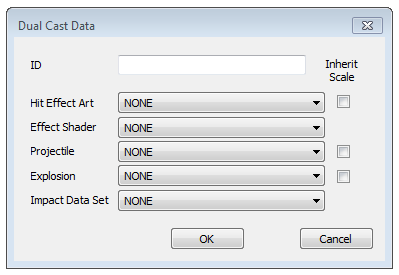 Dual Cast Data
ID
Inherit
Scale
Hit Effect Art NONE
Effect Shader NONE
Projectile NONE
Explosion NONE
Impact Data Set NONE
OK Cancel